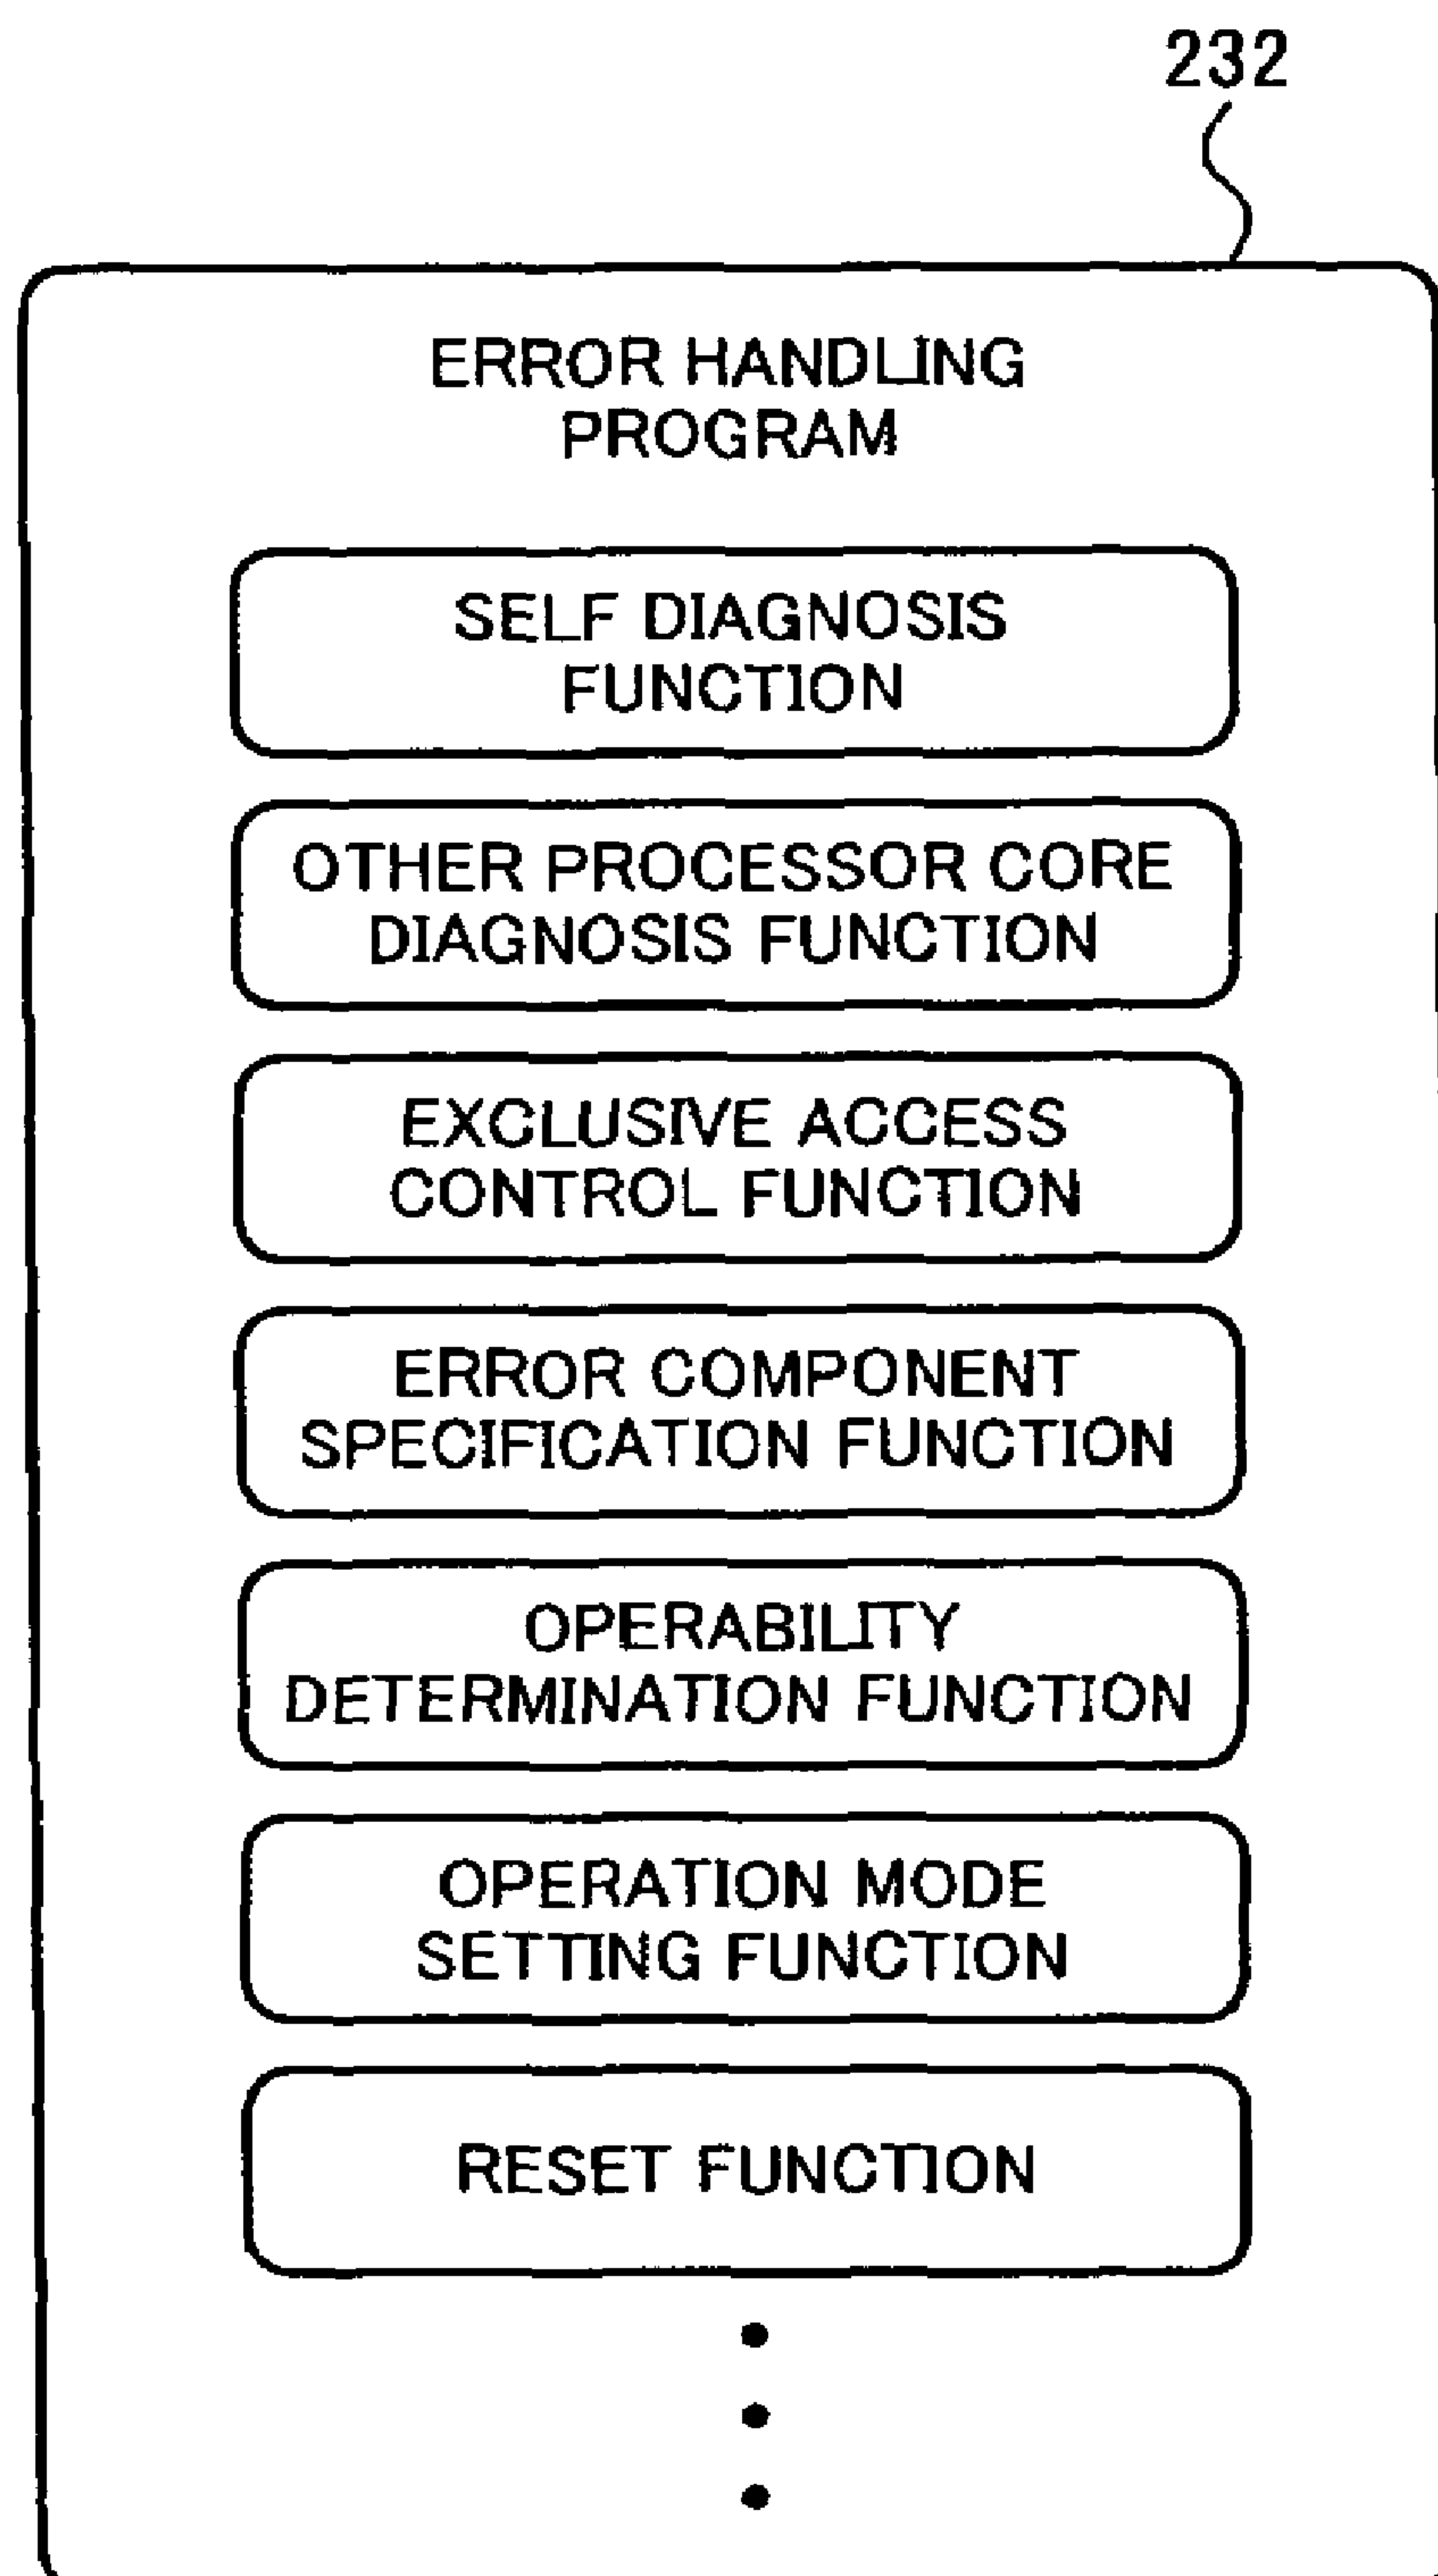 232
ERROR HANDLING
PROGRAM
SELF DIAGNOSIS
FUNCTION
OTHER PROCESSOR CORE
DIAGNOSIS FUNCTION
EXCLUSIVE ACCESS
CONTROL FUNCTION
ERROR COMPONENT
SPECIFICATION FUNCTION
OPERABILITY
DETERMINATION FUNCTION
OPERATION MODE
SETTING FUNCTION
RESET FUNCTION